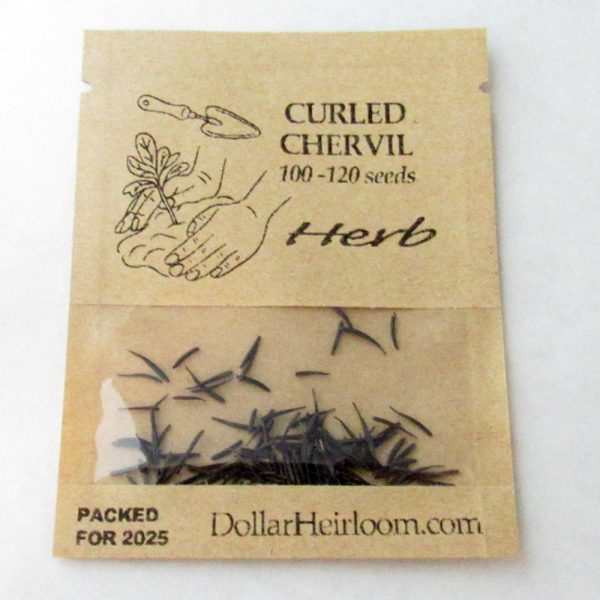 CURLED
CHERVIL
100 -120 seeds
Herb
PACKED
FOR 2025
DollarHeirloom.com